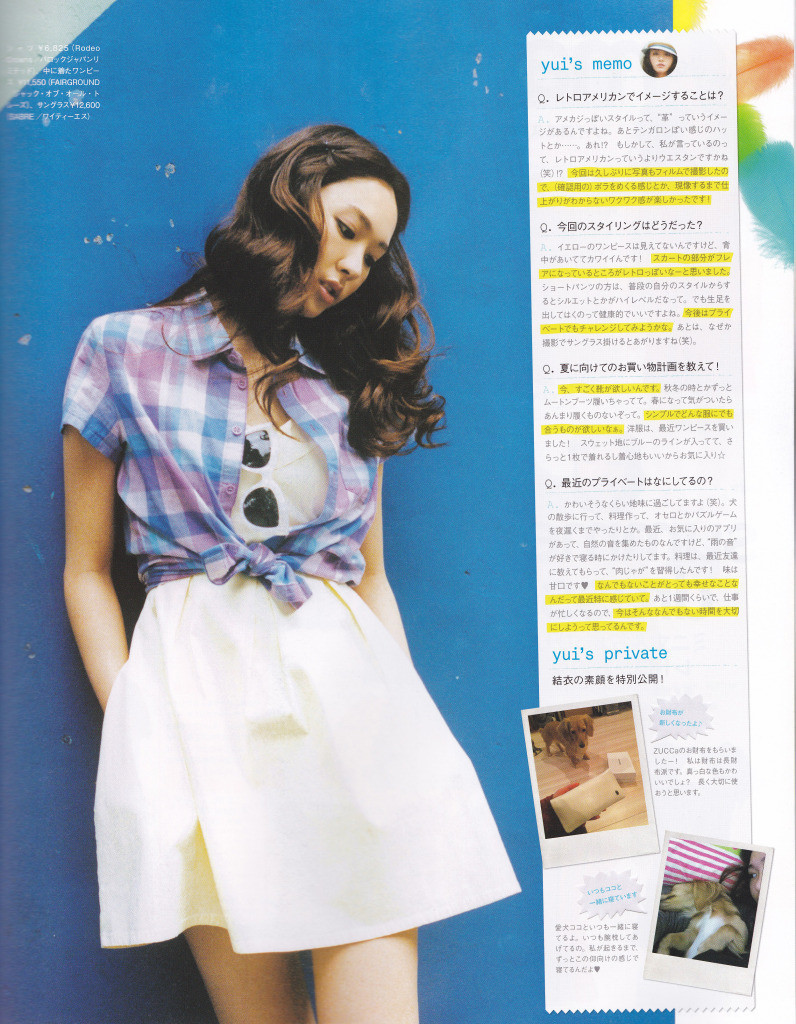 ¥6,825（Rodeo
バロックジャパンリ
中に着たワンピー
,550（FAIRGROUND
ャック・オブ・オール・ト
ーズ）、サングラス¥12,600
／ワイティーエス）
yui's memo
Q. レトロアメリカンでイメージすることは？
A. アメカジっぽいスタイルって、“革”っていうイメー
ジがあるんですよね。あとテンガロンぽい感じのハッ
トとか……。あれ!?　もしかして、私が言っているのっ
て、レトロアメリカンっていうよりウエスタンですかね
（笑）!?　今回は久しぶりに写真もフィルムで撮影したの
で、（確認用の）ポラをめくる感じとか、現像するまで仕
上がりがわからないワクワク感が楽しかったです！
Q. 今回のスタイリングはどうだった？
A. イエローのワンピースは見えてないんですけど、背
中があいててカワイイんです！　スカートの部分がフレ
アになっているところがレトロっぽいなーと思いました。
ショートパンツの方は、普段の自分のスタイルからす
るとシルエットとかがハイレベルだなって。でも生足を
出してはくのって健康的でいいですよね。今後はプライ
ベートでもチャレンジしてみようかな。あとは、なぜか
撮影でサングラス掛けるとあがりますね（笑）。
Q. 夏に向けてのお買い物計画を教えて！
A. 今、すごく靴が欲しいんです。秋冬の時とかずっと
ムートンブーツ履いちゃってて。春になって気がついたら
あんまり履くものないぞって。シンプルでどんな服にでも
合うものが欲しいなぁ。洋服は、最近ワンピースを買い
ました！　スウェット地にブルーのラインが入ってて、さ
らっと1枚で着れるし着心地もいいからお気に入り☆
Q. 最近のプライベートはなにしてるの？
A. かわいそうなくらい地味に過ごしてますよ（笑）。犬
の散歩に行って、料理作って、オセロとかパズルゲーム
を夜遅くまでやったりとか。最近、お気に入りのアプリ
があって、自然の音を集めたものなんですけど、“雨の音”
が好きで寝る時にかけたりしてます。料理は、最近友達
に教えてもらって、“肉じゃが”を習得したんです！　味は
甘口です♥　なんでもないことがとっても幸せなことな
んだって最近特に感じていて。あと1週間くらいで、仕事
が忙しくなるので、今はそんななんでもない時間を大切
にしようって思ってるんです。
yui's private
結衣の素顔を特別公開！
お財布が
新しくなったよ♪
ZUCCaのお財布をもらいま
したー！　私は財布は長財
布派です。真っ白な色もかわ
いいでしょ？　長く大切に使
おうと思います。
いつもココと
一緒に寝ています
愛犬ココといつも一緒に寝
てるよ。いつも腕枕してあ
げてるの。私が起きるまで、
ずっとこの仰向けの感じで
寝てるんだよ♥